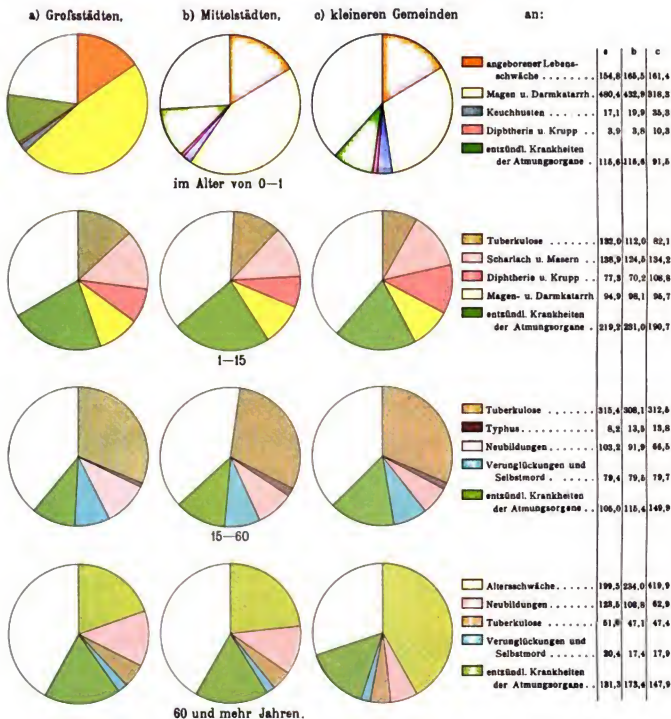 a) Großstädten, b) Mittelstädten, c) kleineren Gemeinden an:
a b c
angeborener Lebens-
schwäche ...... 154,8 165,5 161,4
Magen u. Darmkatarrh 480,4 432,9 318,3
Keuchhusten .... 17,1 19,9 35,3
Diphtherie u. Krupp .. 3,9 3,8 10,3
entzündl. Krankheiten
der Atmungsorgane .. 115,6 115,6 91,5
im Alter von 0—1
Tuberkulose ....... 132,0 112,0 82,1
Scharlach u. Masern .. 138,9 124,5 134,2
Diphtherie u. Krupp .. 77,3 70,2 108,8
Magen- u. Darmkatarrh 94,9 98,1 95,7
entzündl. Krankheiten
der Atmungsorgane . 219,2 231,0 190,7
1—15
Tuberkulose ...... 315,4 308,1 312,5
Typhus ........ 8,2 13,5 13,8
Neubildungen .... 103,2 91,9 66,5
Verunglückungen und
Selbstmord .... 79,4 79,5 79,7
entzündl. Krankheiten
der Atmungsorgane . . 105,0 115,4 149,9
15—60
Altersschwäche ...... 199,5 234,0 419,9
Neubildungen ...... 123,5 108,8 62,9
Tuberkulose ...... 51,6 47,1 47,4
Verunglückungen und
Selbstmord .... 20,4 17,4 17,9
entzündl. Krankheiten
der Atmungsorgane .. 181,3 173,4 147,9
60 und mehr Jahren.